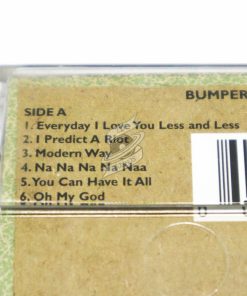 BUMPER
SIDE A
1. Everyday I Love You Less and Less
2. I Predict A Riot
3. Modern Way
4. Na Na Na Na Naa
5. You Can Have It All
6. Oh My God